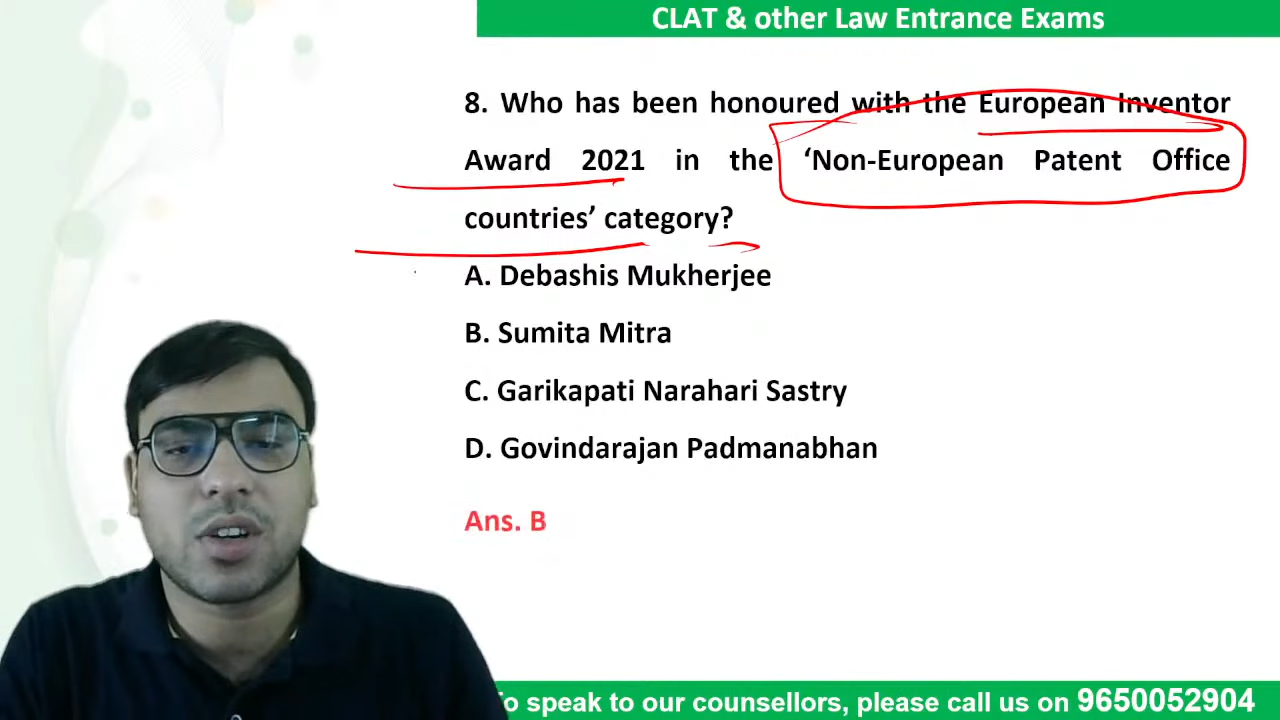 CLAT & other Law Entrance Exams
8. Who has been honoured with the European Inventor
Award 2021 in the ‘Non-European Patent Office
countries’ category?
A. Debashis Mukherjee
B. Sumita Mitra
C. Garikapati Narahari Sastry
D. Govindarajan Padmanabhan
Ans. B
To speak to our counsellors, please call us on 9650052904